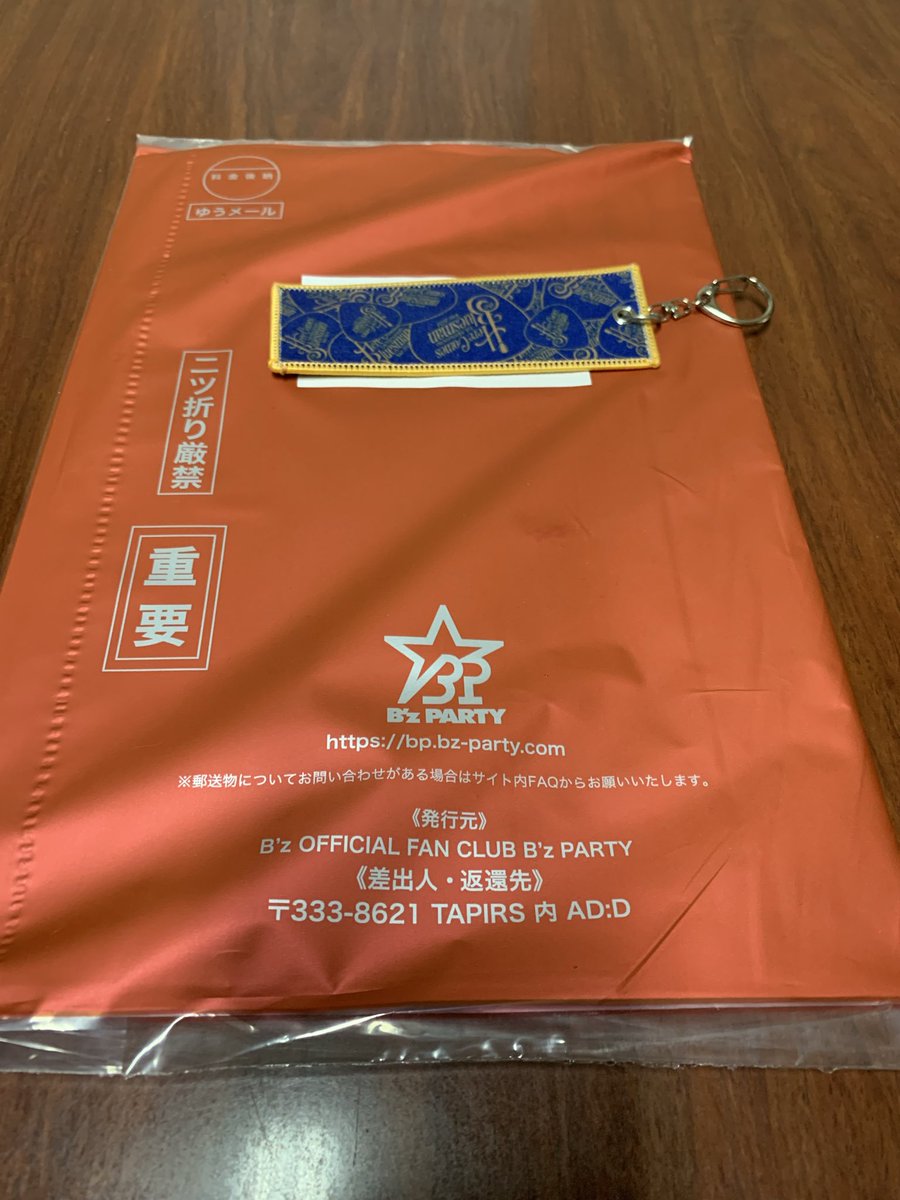 料金後納
ゆうメール
Here Comes
Bluesman
二ツ折り厳禁
重要
BP
B'z PARTY
https://bp.bz-party.com
※郵送物についてお問い合わせがある場合はサイト内FAQからお願いいたします。
《発行元》
B'z OFFICIAL FAN CLUB B'z PARTY
《差出人・返還先》
〒333-8621 TAPIRS 内 AD:D